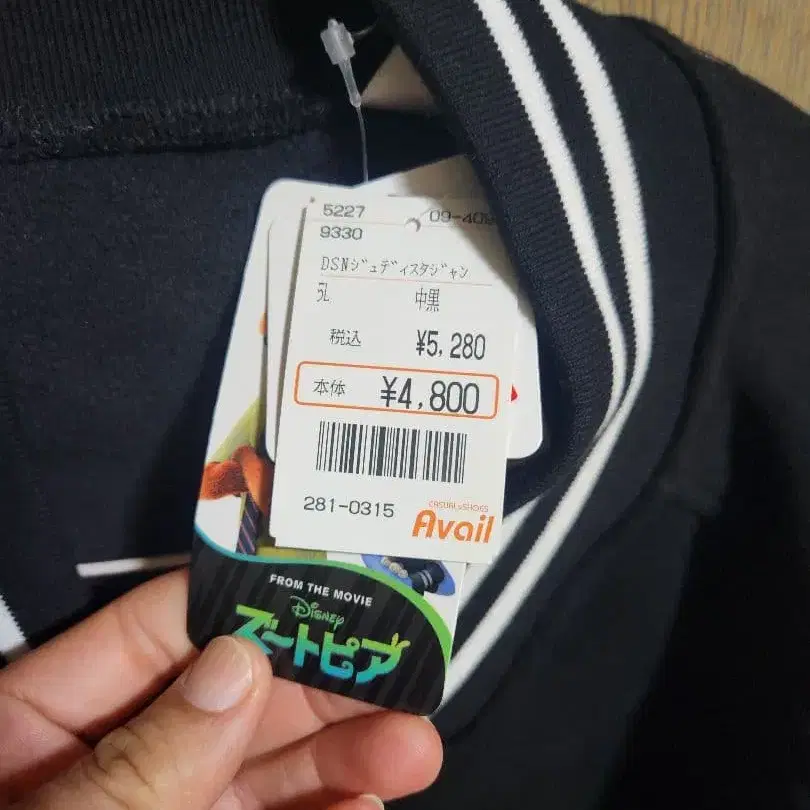 5227 09-409
9330
DSNジュディスタジャン
5L 中黒
税込 ¥5,280
本体 ¥4,800
281-0315
CASUAL&SHOES
Avail
FROM THE MOVIE
Disney
ズートピア